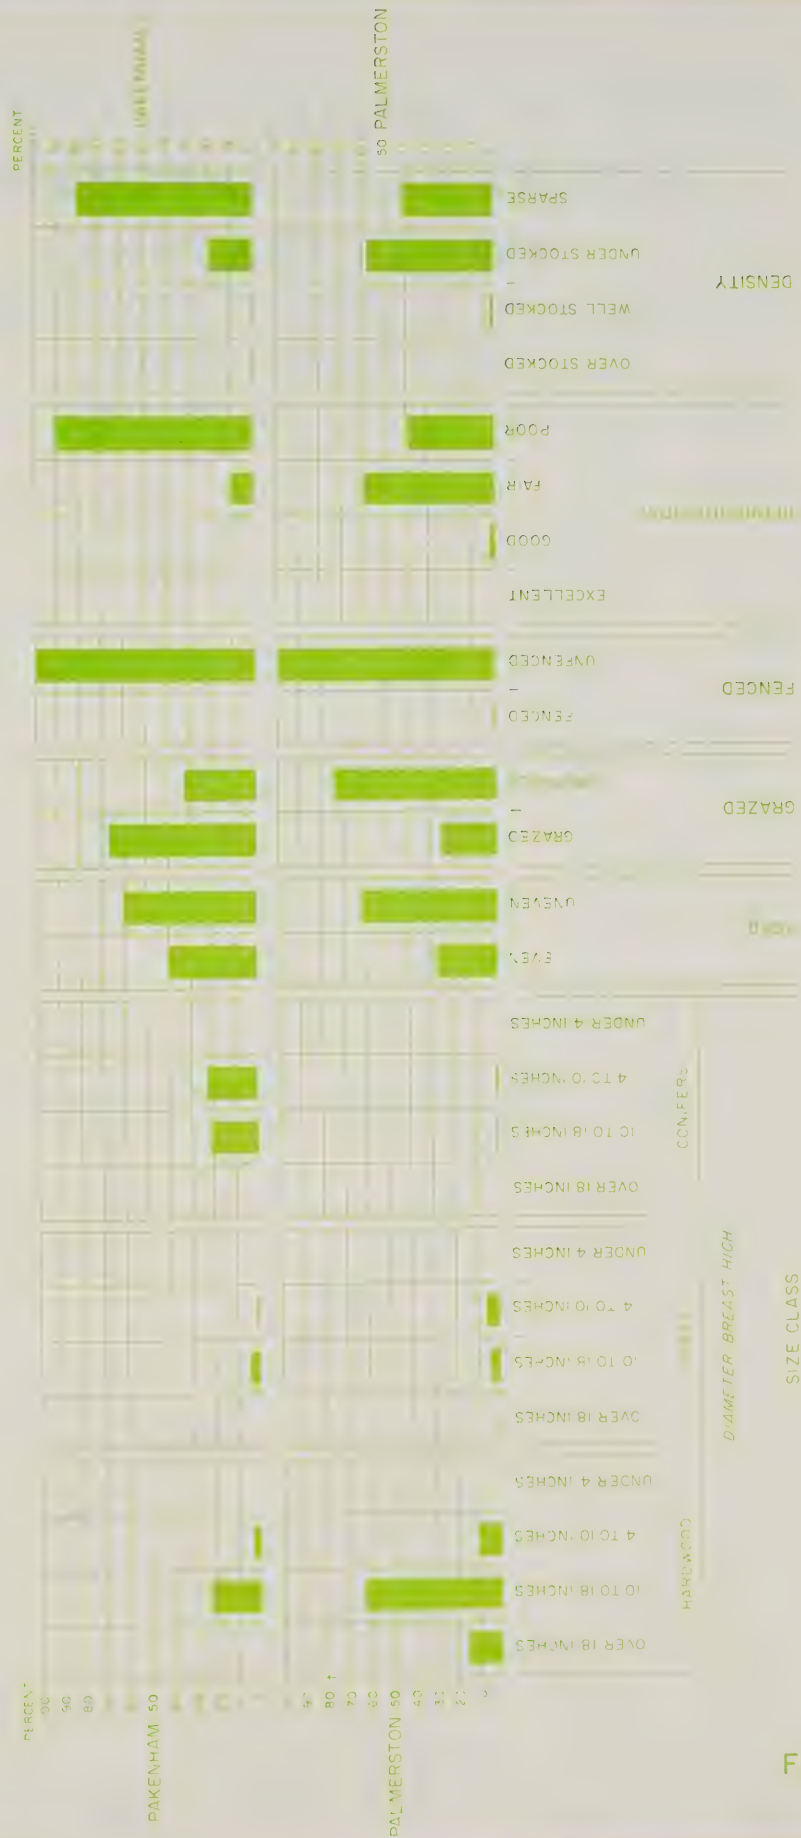 PERCENT
PALMERSTON
50
SPARSE
UNDER STOCKED
WELL STOCKED
OVER STOCKED
DENSITY
POOR
FAIR
GOOD
EXCELLENT
UNFENCED
FENCED
FENCED
GRAZED
GRAZED
UNEVEN
EVEN
UNDER 4 INCHES
4 TO 10 INCHES
10 TO 18 INCHES
OVER 18 INCHES
CONIFERS
UNDER 4 INCHES
4 TO 10 INCHES
10 TO 18 INCHES
OVER 18 INCHES
UNDER 4 INCHES
4 TO 10 INCHES
10 TO 18 INCHES
OVER 18 INCHES
HARDWOOD
DIAMETER BREAST HIGH
SIZE CLASS
PERCENT
90
80
PAKENHAM 50
90
80
70
60
PALMERSTON 50
40
30
20
F